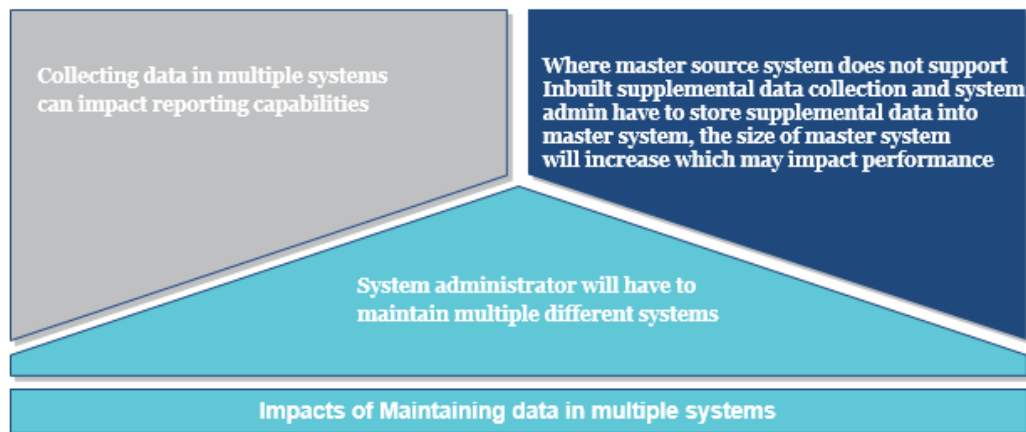 Collecting data in multiple systems
can impact reporting capabilities
Where master source system does not support
Inbuilt supplemental data collection and system
admin have to store supplemental data into
master system, the size of master system
will increase which may impact performance
System administrator will have to
maintain multiple different systems
Impacts of Maintaining data in multiple systems